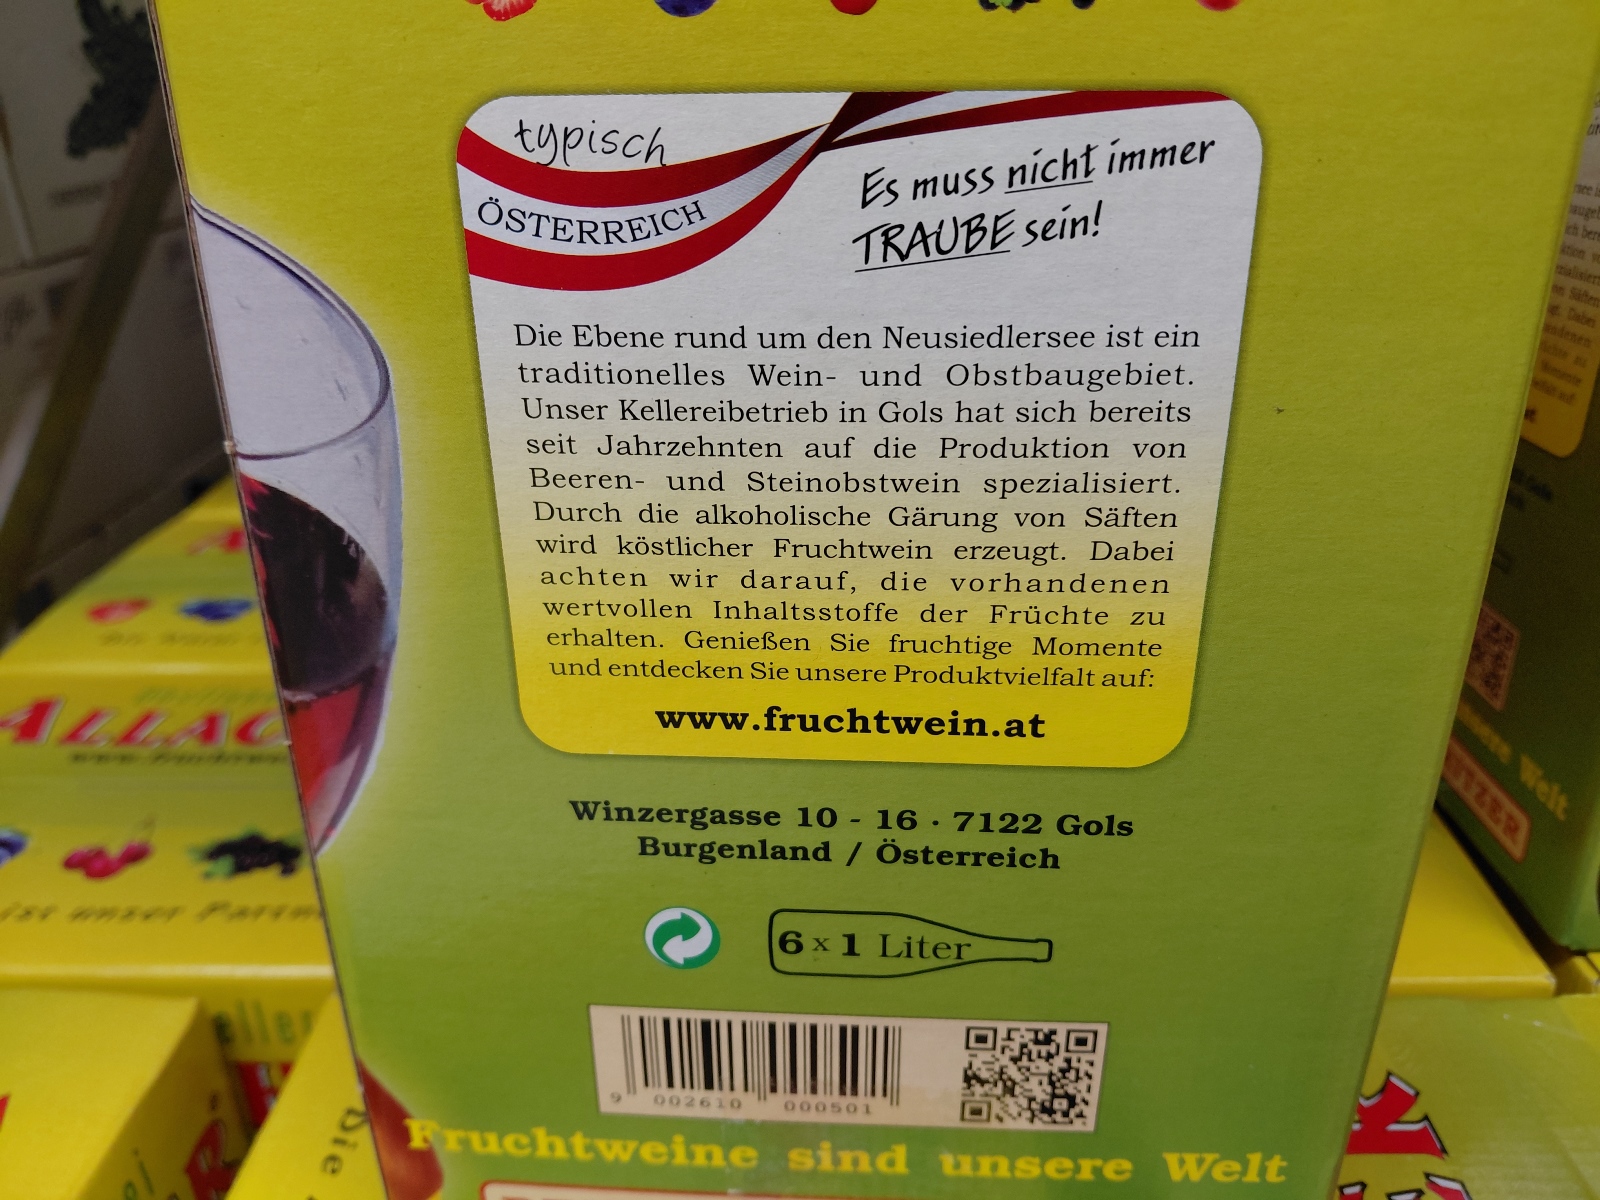 typisch
ÖSTERREICH
Es muss nicht immer
TRAUBE sein!
Die Ebene rund um den Neusiedlersee ist ein
traditionelles Wein- und Obstbaugebiet.
Unser Kellereibetrieb in Gols hat sich bereits
seit Jahrzehnten auf die Produktion von
Beeren- und Steinobstwein spezialisiert.
Durch die alkoholische Gärung von Säften
wird köstlicher Fruchtwein erzeugt. Dabei
achten wir darauf, die vorhandenen
wertvollen Inhaltsstoffe der Früchte zu
erhalten. Genießen Sie fruchtige Momente
und entdecken Sie unsere Produktvielfalt auf:
www.fruchtwein.at
Winzergasse 10 - 16 · 7122 Gols
Burgenland / Österreich
6 x 1 Liter
9 002610 000501
Fruchtweine sind unsere Welt
ist unser
Die
Welt